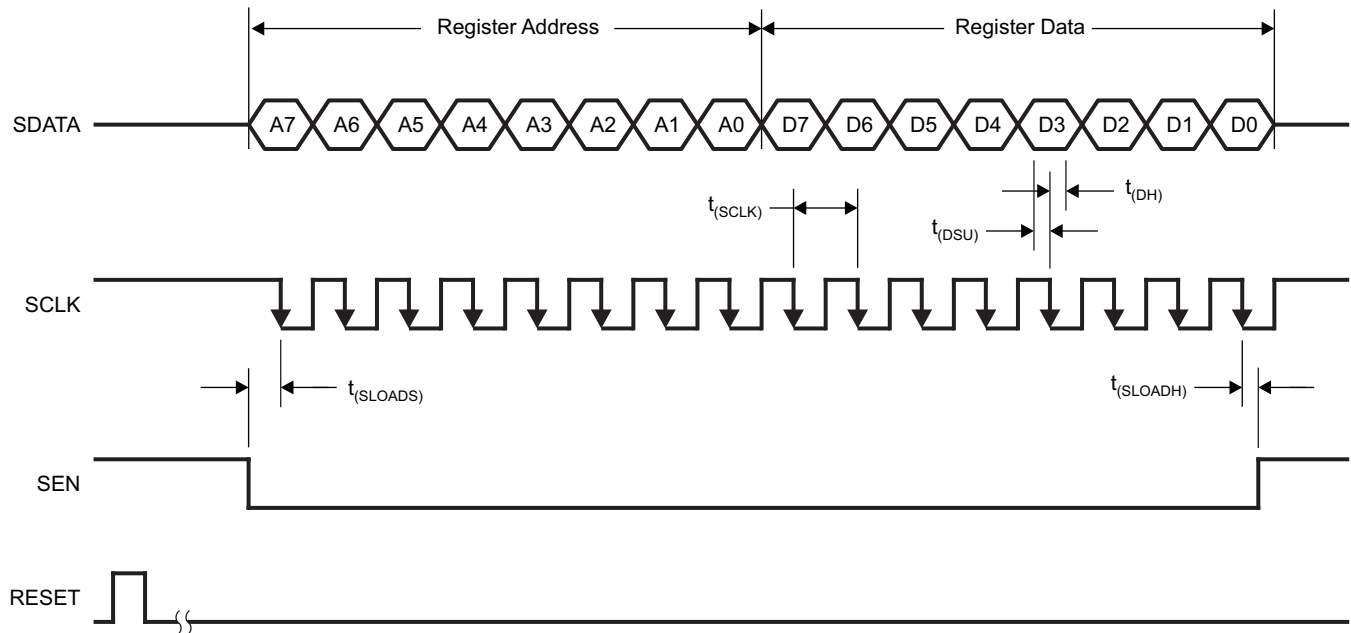 Register Address
Register Data
SDATA
A7 A6 A5 A4 A3 A2 A1 A0 D7 D6 D5 D4 D3 D2 D1 D0
t(SCLK)
t(DH)
t(DSU)
SCLK
t(SLOADS)
t(SLOADH)
SEN
RESET